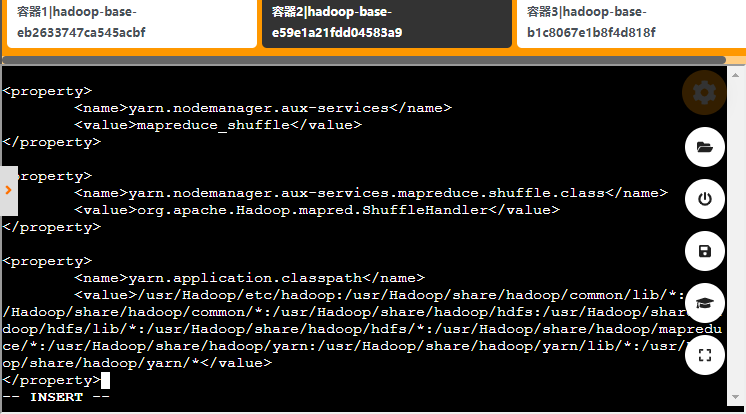 容器1|hadoop-base-
eb2633747ca545acbf
容器2|hadoop-base-
e59e1a21fdd04583a9
容器3|hadoop-base-
b1c8067e1b8f4d818f
<property>
<name>yarn.nodemanager.aux-services</name>
<value>mapreduce_shuffle</value>
</property>
property>
<name>yarn.nodemanager.aux-services.mapreduce.shuffle.class</name>
<value>org.apache.Hadoop.mapred.ShuffleHandler</value>
</property>
<property>
<name>yarn.application.classpath</name>
<value>/usr/Hadoop/etc/hadoop:/usr/Hadoop/share/hadoop/common/lib/*:
/Hadoop/share/hadoop/common/*:/usr/Hadoop/share/hadoop/hdfs:/usr/Hadoop/shar
doop/hdfs/lib/*:/usr/Hadoop/share/hadoop/hdfs/*:/usr/Hadoop/share/hadoop/mapredu
ce/*:/usr/Hadoop/share/hadoop/yarn:/usr/Hadoop/share/hadoop/yarn/lib/*:/usr/
op/share/hadoop/yarn/*</value>
</property>
-- INSERT --